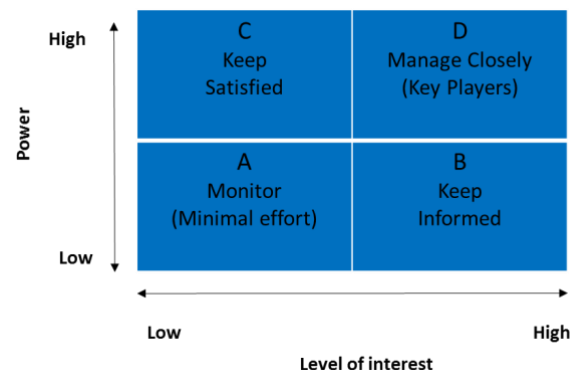 High
Power
Low
C
Keep
Satisfied
D
Manage Closely
(Key Players)
A
Monitor
(Minimal effort)
B
Keep
Informed
Low
High
Level of interest